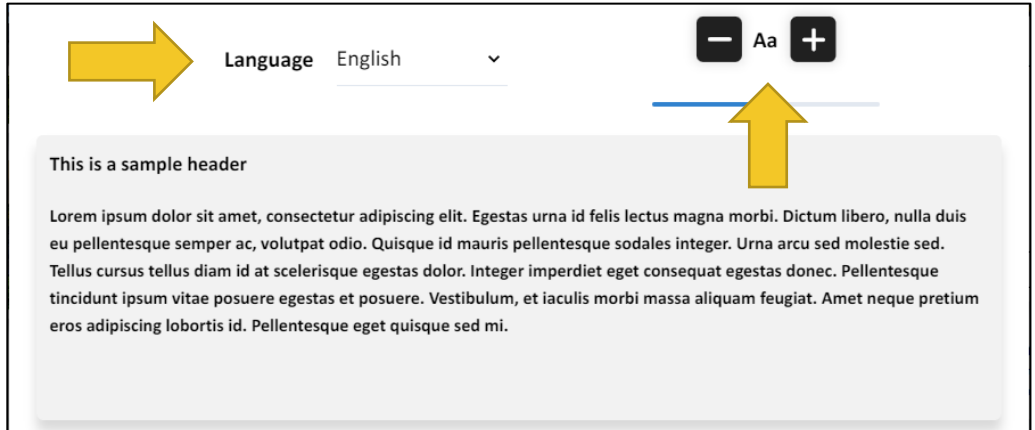 Language English
Aa
This is a sample header
Lorem ipsum dolor sit amet, consectetur adipiscing elit. Egestas urna id felis lectus magna morbi. Dictum libero, nulla duis
eu pellentesque semper ac, volutpat odio. Quisque id mauris pellentesque sodales integer. Urna arcu sed molestie sed.
Tellus cursus tellus diam id at scelerisque egestas dolor. Integer imperdiet eget consequat egestas donec. Pellentesque
tincidunt ipsum vitae posuere egestas et posuere. Vestibulum, et iaculis morbi massa aliquam feugiat. Amet neque pretium
eros adipiscing lobortis id. Pellentesque eget quisque sed mi.